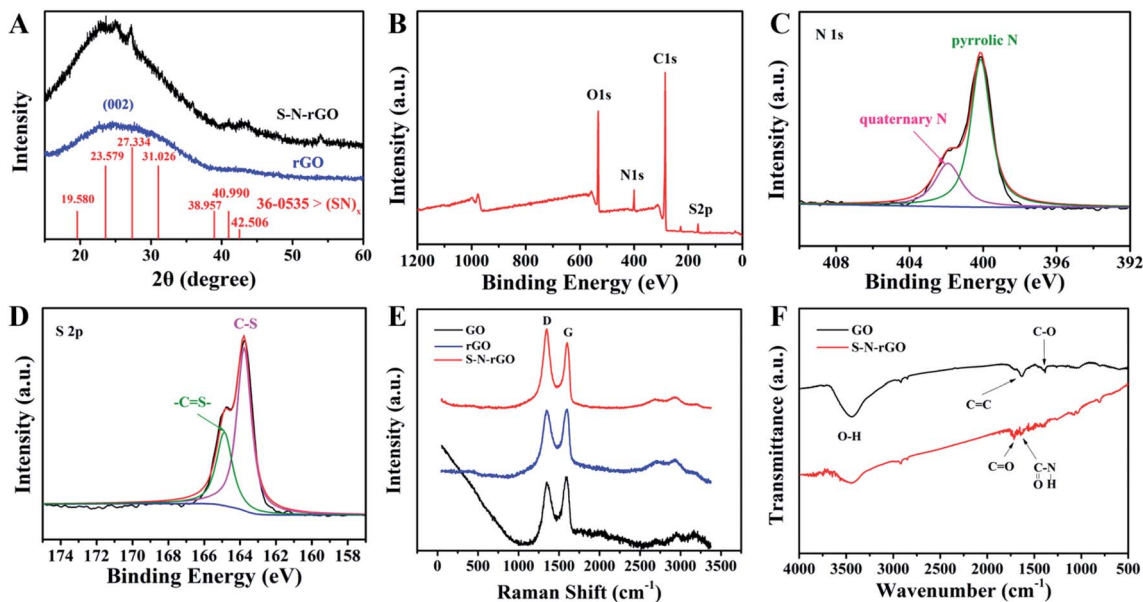 A
Intensity
(002)
S-N-rGO
rGO
27.334
23.579
31.026
19.580
40.990
38.957
36-0535 > (SN)x
42.506
20 30 40 50 60
2θ (degree)
B
Intensity (a.u.)
C1s
O1s
N1s
S2p
1200 1000 800 600 400 200 0
Binding Energy (eV)
C
N 1s
Intensity (a.u.)
pyrrolic N
quaternary N
408 404 400 396 392
Binding Energy (eV)
D
S 2p
Intensity (a.u.)
C-S
-C=S-
174 172 170 168 166 164 162 160 158
Binding Energy (eV)
E
Intensity (a.u.)
GO
rGO
S-N-rGO
D
G
0 500 1000 1500 2000 2500 3000 3500
Raman Shift (cm-1)
F
Transmittance (a.u.)
GO
S-N-rGO
C-O
C=C
O-H
C=O
C-N
O H
4000 3500 3000 2500 2000 1500 1000 500
Wavenumber (cm-1)